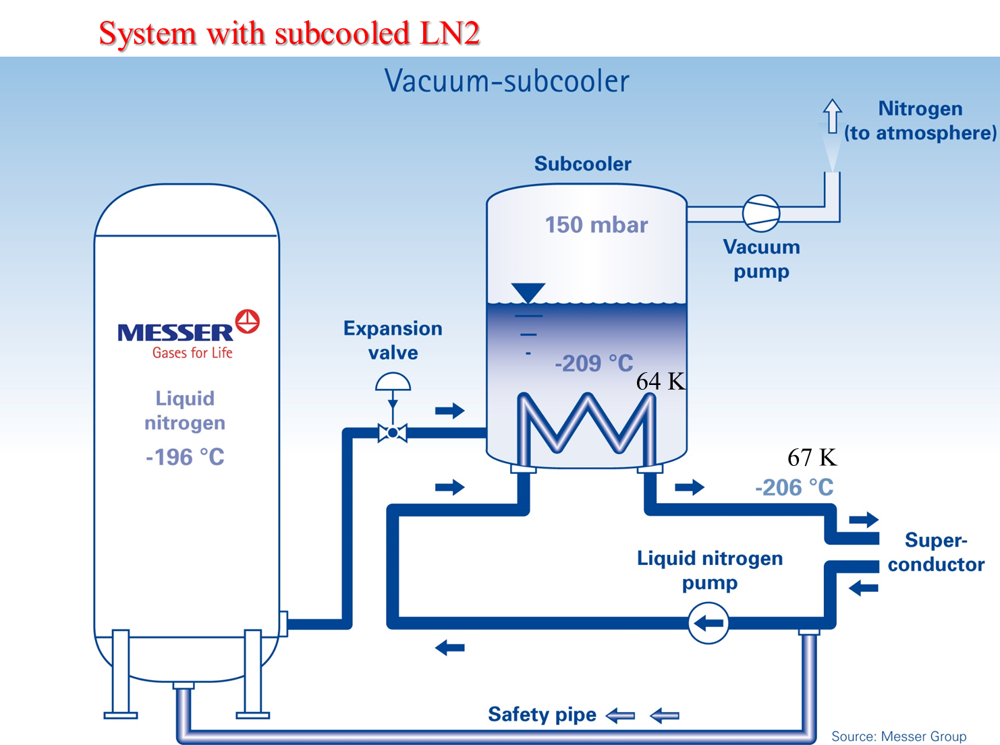 System with subcooled LN2
Vacuum-subcooler
Nitrogen
(to atmosphere)
Subcooler
150 mbar
Vacuum
pump
MESSER
Gases for Life
Expansion
valve
-209 °C
64 K
Liquid
nitrogen
-196 °C
67 K
-206 °C
Super-
conductor
Liquid nitrogen
pump
Safety pipe
Source: Messer Group